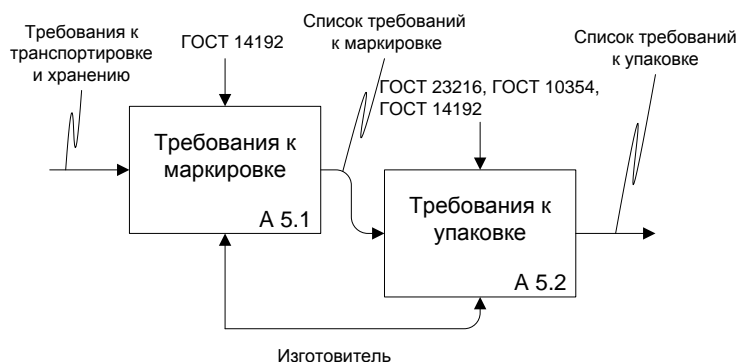 Требования к
транспортировке
и хранению
ГОСТ 14192
Список требований
к маркировке
Список требований
к упаковке
ГОСТ 23216, ГОСТ 10354,
ГОСТ 14192
Требования к
маркировке
А 5.1
Требования к
упаковке
А 5.2
Изготовитель